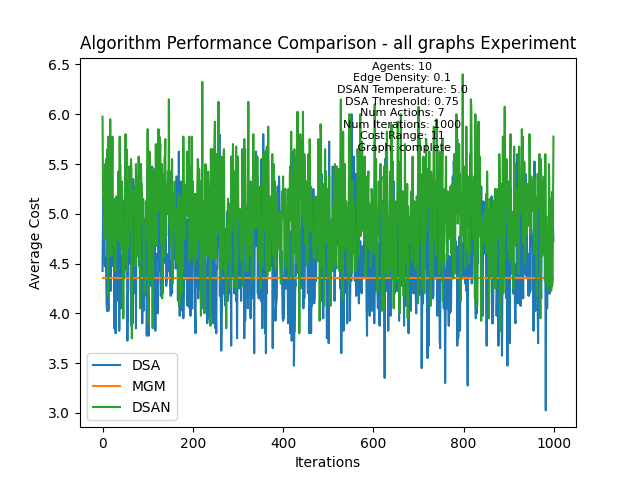 Algorithm Performance Comparison - all graphs Experiment
Agents: 10
Edge Density: 0.1
DSAN Temperature: 5.0
DSA Threshold: 0.75
Num Actions: 7
Num Iterations: 1000
Cost Range: 11
Graph: complete
6.5
6.0
5.5
5.0
4.5
4.0
3.5
3.0
Average Cost
DSA
MGM
DSAN
0
200
400
600
800
1000
Iterations